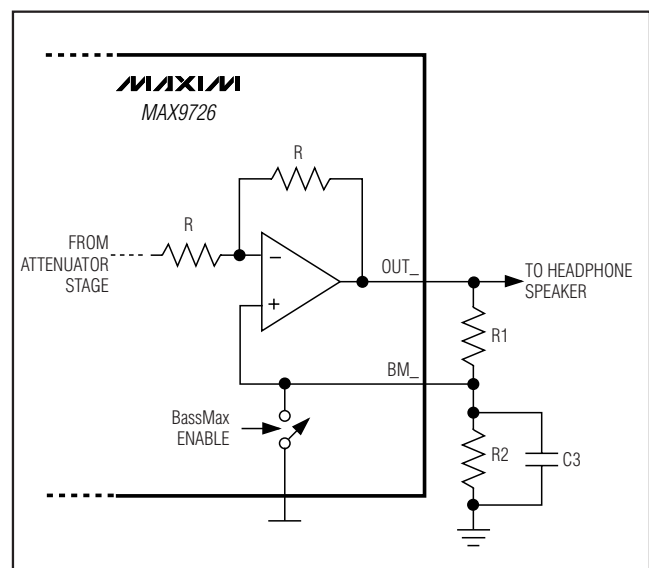 MAXIM
MAX9726
R
R
FROM
ATTENUATOR
STAGE
−
+
OUT_
TO HEADPHONE
SPEAKER
R1
BM_
BassMax
ENABLE
R2
C3